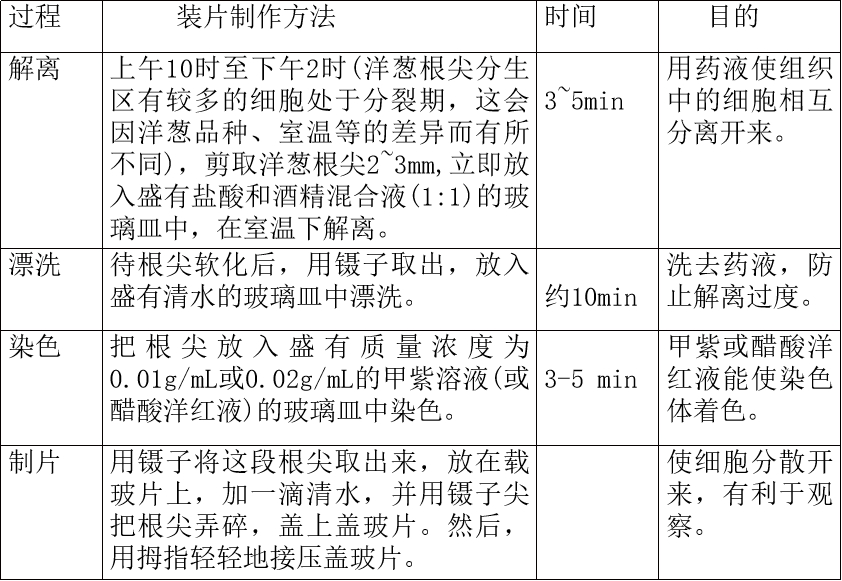 过程 装片制作方法 时间 目的
解离
上午10时至下午2时(洋葱根尖分生
区有较多的细胞处于分裂期，这会
因洋葱品种、室温等的差异而有所
不同)，剪取洋葱根尖2~3mm,立即放
入盛有盐酸和酒精混合液(1:1)的玻
璃皿中，在室温下解离。
3~5min
用药液使组织
中的细胞相互
分离开来。
漂洗
待根尖软化后，用镊子取出，放入
盛有清水的玻璃皿中漂洗。
约10min
洗去药液，防
止解离过度。
染色
把根尖放入盛有质量浓度为
0.01g/mL或0.02g/mL的甲紫溶液(或
醋酸洋红液)的玻璃皿中染色。
3-5 min
甲紫或醋酸洋
红液能使染色
体着色。
制片
用镊子将这段根尖取出来，放在载
玻片上，加一滴清水，并用镊子尖
把根尖弄碎，盖上盖玻片。然后，
用拇指轻轻地接压盖玻片。
使细胞分散开
来，有利于观
察。